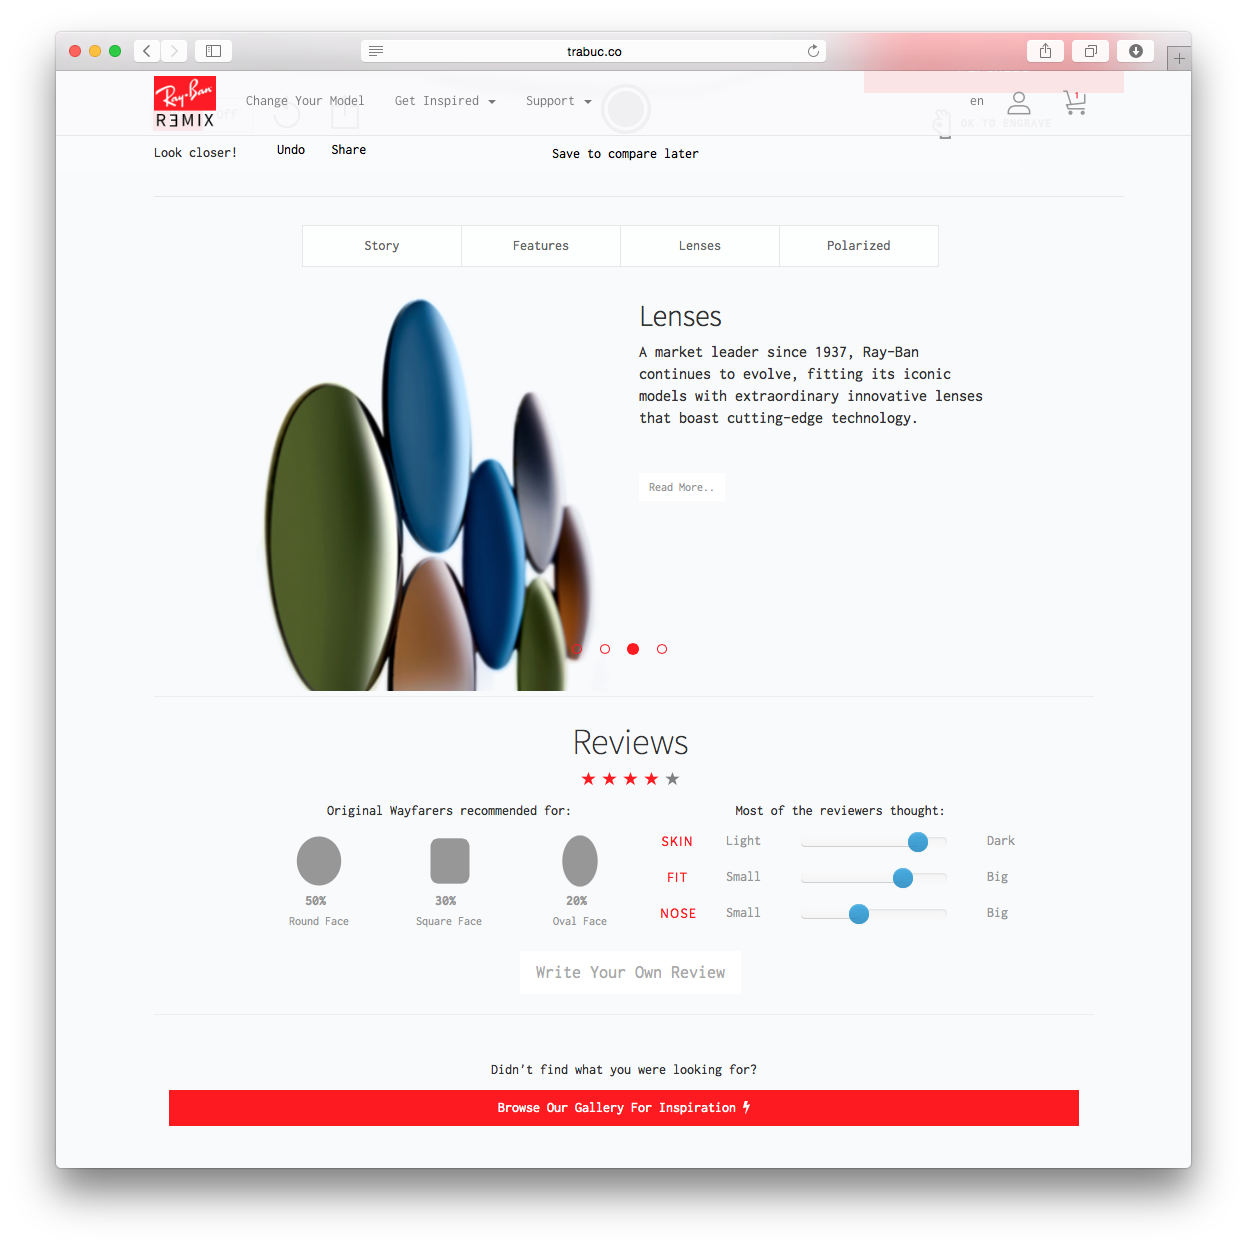 trabuc.co
Ray-Ban
REMIX
Change Your Model
Get Inspired
Support
en
1
OK TO ENGRAVE
Look closer!
Undo
Share
Save to compare later
Story
Features
Lenses
Polarized
Lenses
A market leader since 1937, Ray-Ban
continues to evolve, fitting its iconic
models with extraordinary innovative lenses
that boast cutting-edge technology.
Read More..
Reviews
Original Wayfarers recommended for:
50%
Round Face
30%
Square Face
20%
Oval Face
Most of the reviewers thought:
SKIN Light Dark
FIT Small Big
NOSE Small Big
Write Your Own Review
Didn't find what you were looking for?
Browse Our Gallery For Inspiration